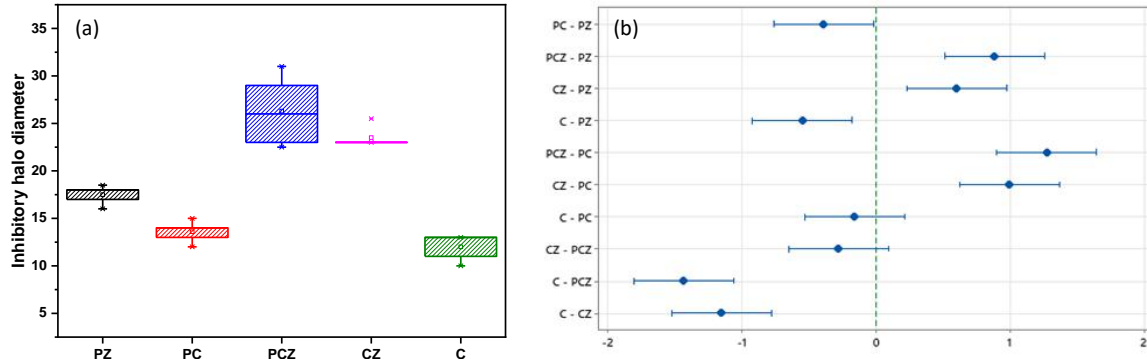 (a)
Inhibitory halo diameter
35
30
25
20
15
10
5
PZ PC PCZ CZ C
(b)
PC - PZ
PCZ - PZ
CZ - PZ
C - PZ
PCZ - PC
CZ - PC
C - PC
CZ - PCZ
C - PCZ
C - CZ
-2 -1 0 1 2